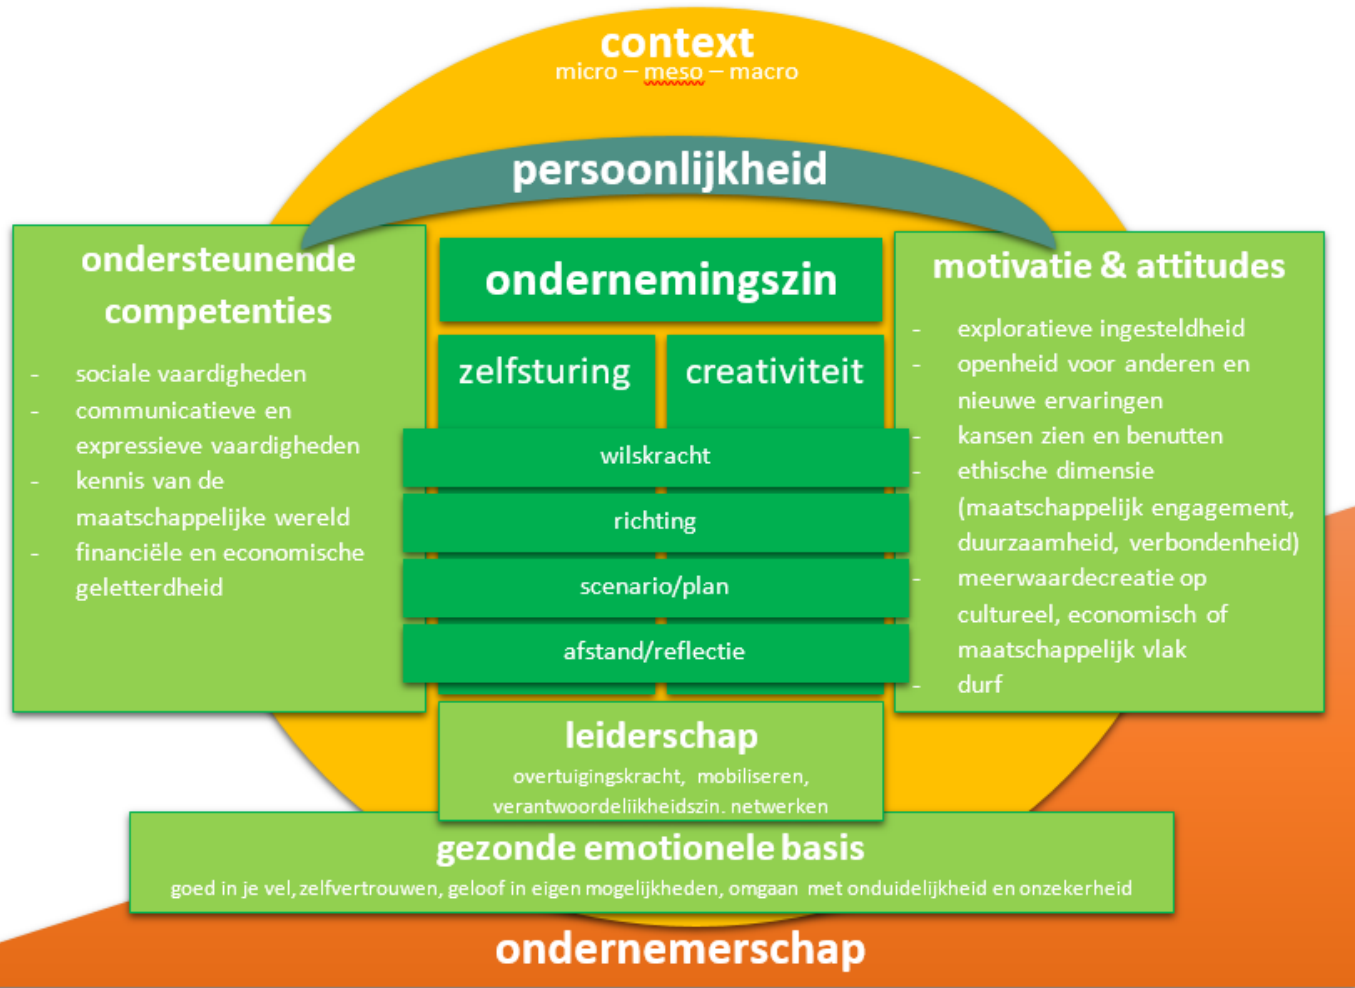 context
micro – meso – macro
persoonlijkheid
ondersteunende
competenties
- sociale vaardigheden
- communicatieve en
expressieve vaardigheden
- kennis van de
maatschappelijke wereld
- financiële en economische
geletterdheid
ondernemingszin
zelfsturing
creativiteit
wilskracht
richting
scenario/plan
afstand/reflectie
motivatie & attitudes
- exploratieve ingesteldheid
- openheid voor anderen en
nieuwe ervaringen
- kansen zien en benutten
- ethische dimensie
(maatschappelijk engagement,
duurzaamheid, verbondenheid)
- meerwaardecreatie op
cultureel, economisch of
maatschappelijk vlak
- durf
leiderschap
overtuigingskracht, mobiliseren,
verantwoordelijkheidszin, netwerken
gezonde emotionele basis
goed in je vel, zelfvertrouwen, geloof in eigen mogelijkheden, omgaan met onduidelijkheid en onzekerheid
ondernemerschap